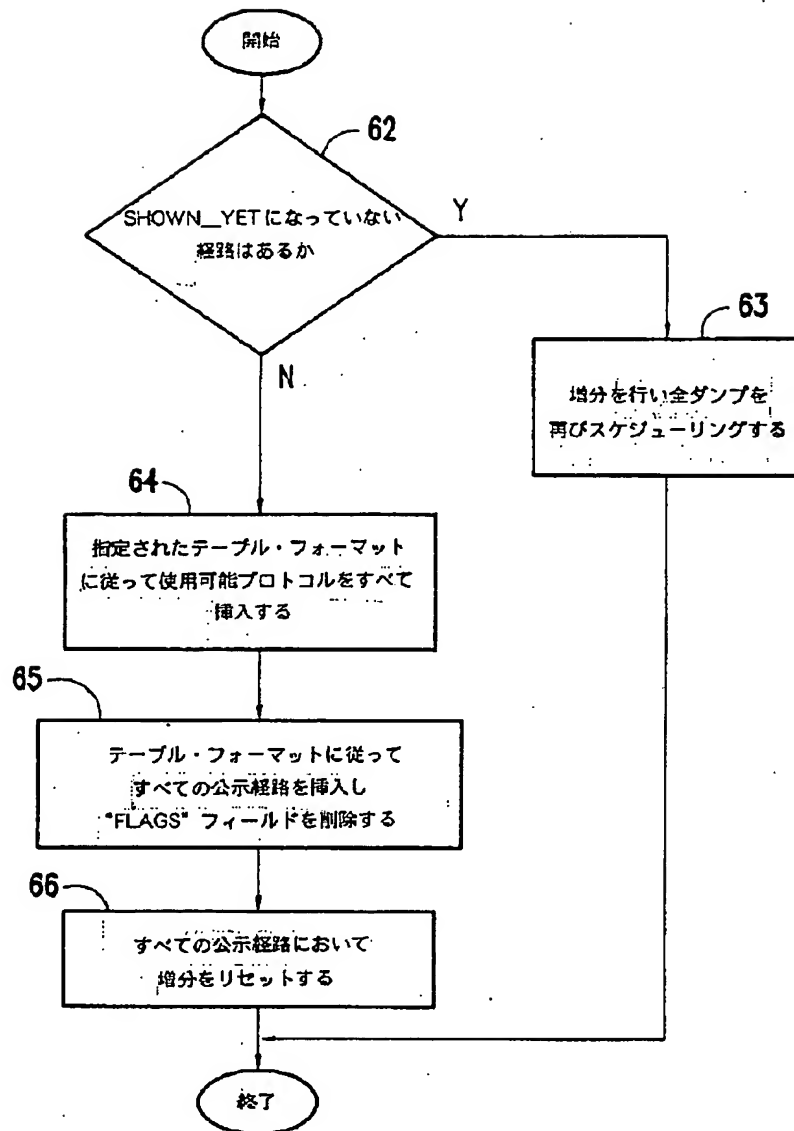 開始
62
SHOWN__YETになっていない
経路はあるか
Y
N
63
増分を行い全ダンプを
再びスケジューリングする
64
指定されたテーブル・フォーマット
に従って使用可能プロトコルをすべて
挿入する
65
テーブル・フォーマットに従って
すべての公示経路を挿入し
"FLAGS" フィールドを削除する
66
すべての公示経路において
増分をリセットする
終了